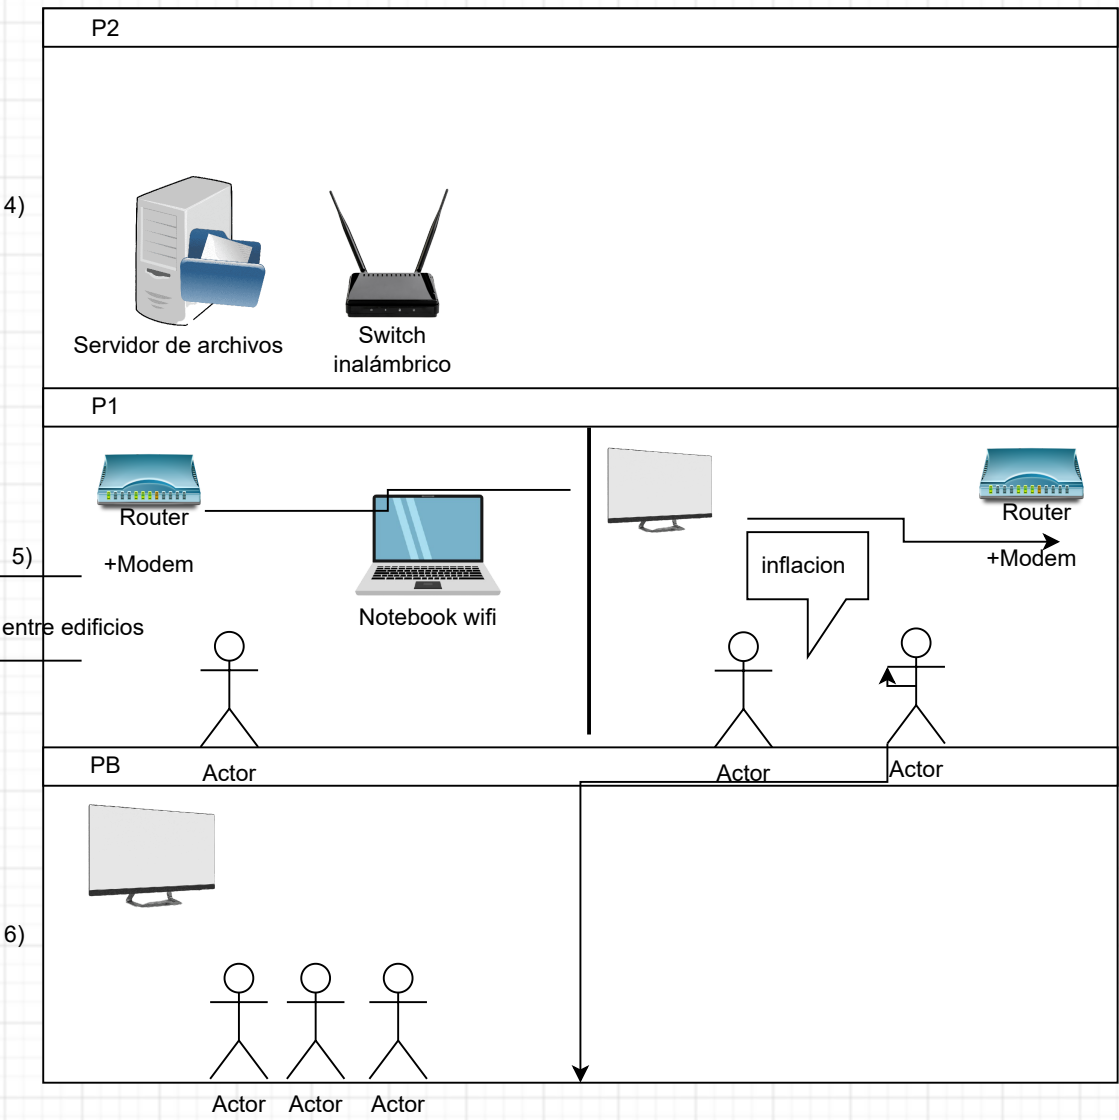 P2
4)
Servidor de archivos
Switch
inalámbrico
P1
Router
+Modem
Notebook wifi
Router
+Modem
inflacion
5)
entre edificios
PB
Actor
Actor
Actor
6)
Actor
Actor
Actor